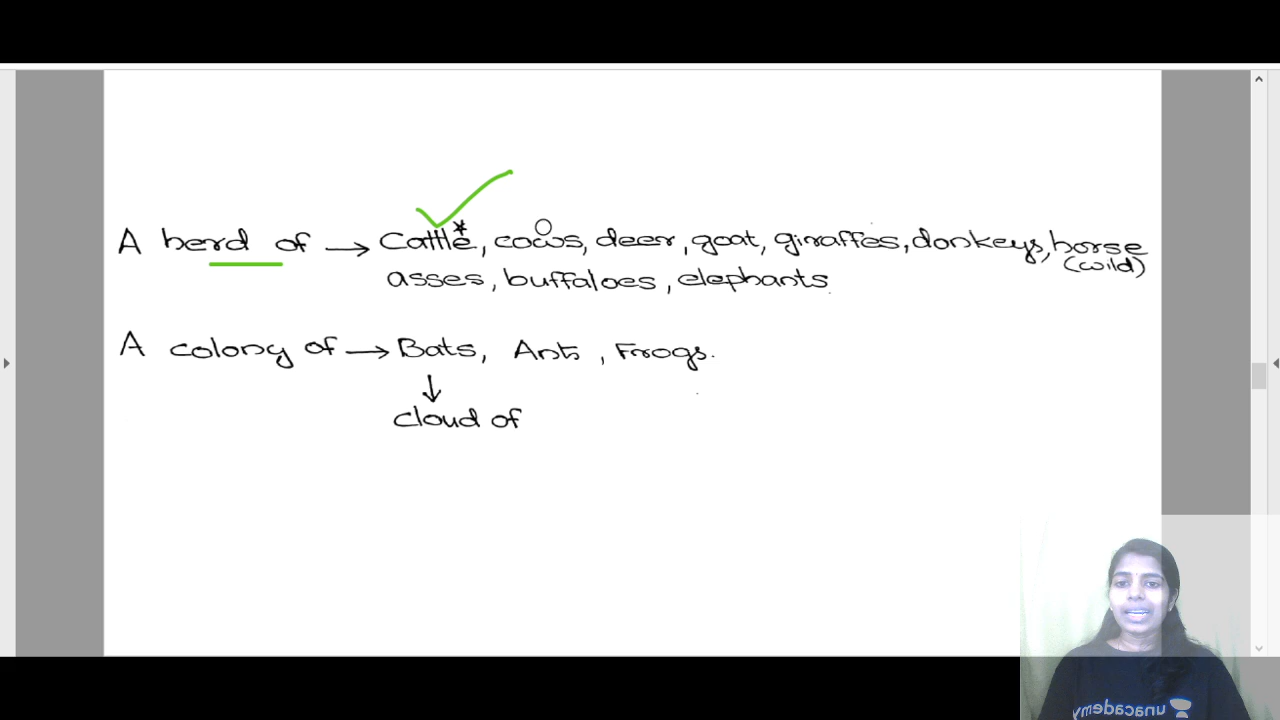 A herd of → Cattle*, cows, deer, goat, giraffes, donkeys, horse
(wild)
asses, buffaloes, elephants.
A colony of → Bats, Ants, Frogs.
↓
cloud of
unacademy